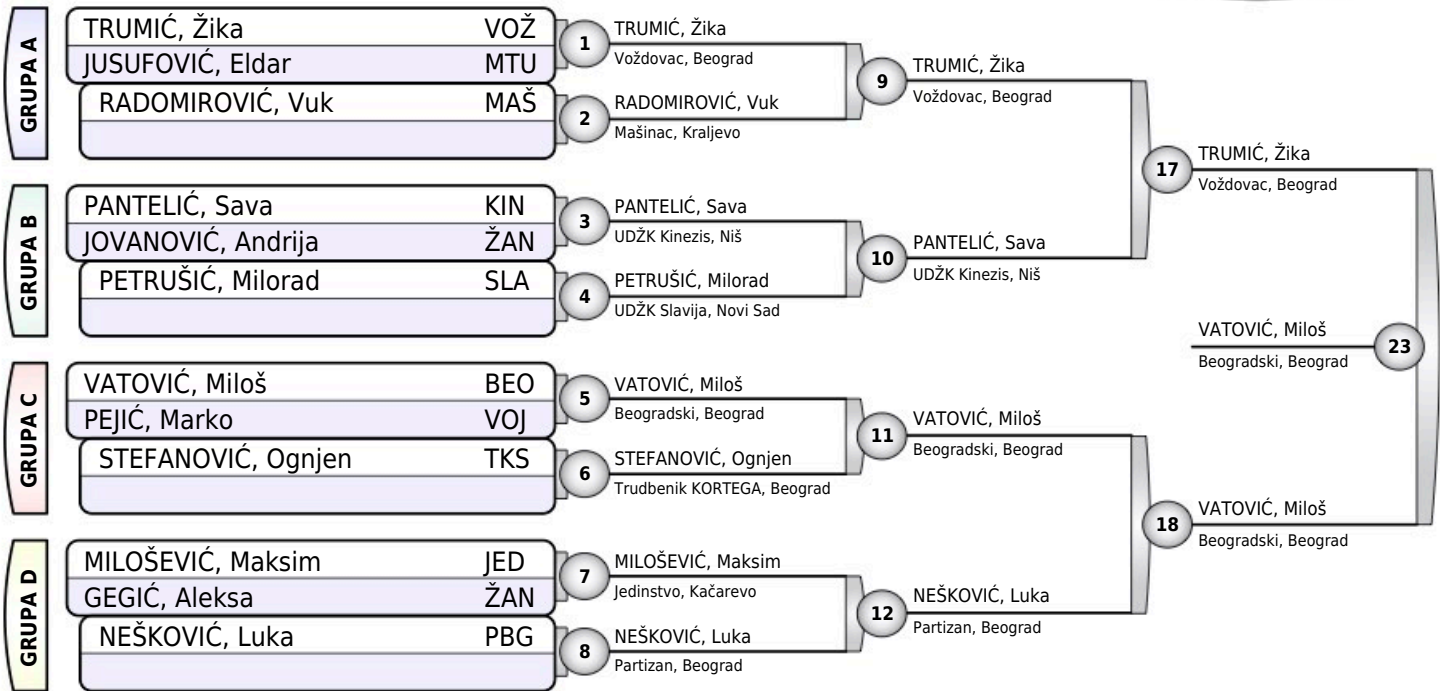 GRUPA A
TRUMIĆ, Žika VOŽ
JUSUFOVIĆ, Eldar MTU
RADOMIROVIĆ, Vuk MAŠ
1
TRUMIĆ, Žika
Voždovac, Beograd
2
RADOMIROVIĆ, Vuk
Mašinac, Kraljevo
9
TRUMIĆ, Žika
Voždovac, Beograd
GRUPA B
PANTELIĆ, Sava KIN
JOVANOVIĆ, Andrija ŽAN
PETRUŠIĆ, Milorad SLA
3
PANTELIĆ, Sava
UDŽK Kinezis, Niš
4
PETRUŠIĆ, Milorad
UDŽK Slavija, Novi Sad
10
PANTELIĆ, Sava
UDŽK Kinezis, Niš
17
TRUMIĆ, Žika
Voždovac, Beograd
GRUPA C
VATOVIĆ, Miloš BEO
PEJIĆ, Marko VOJ
STEFANOVIĆ, Ognjen TKS
5
VATOVIĆ, Miloš
Beogradski, Beograd
6
STEFANOVIĆ, Ognjen
Trudbenik KORTEGA, Beograd
11
VATOVIĆ, Miloš
Beogradski, Beograd
GRUPA D
MILOŠEVIĆ, Maksim JED
GEGIĆ, Aleksa ŽAN
NEŠKOVIĆ, Luka PBG
7
MILOŠEVIĆ, Maksim
Jedinstvo, Kačarevo
8
NEŠKOVIĆ, Luka
Partizan, Beograd
12
NEŠKOVIĆ, Luka
Partizan, Beograd
18
VATOVIĆ, Miloš
Beogradski, Beograd
VATOVIĆ, Miloš
Beogradski, Beograd
23